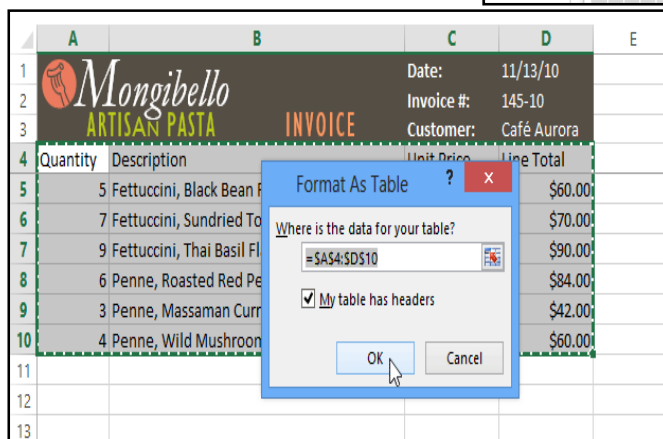 A B C D E
1 Mongibello Date: 11/13/10
2 Invoice #: 145-10
3 ARTISAN PASTA INVOICE Customer: Café Aurora
4 Quantity Description Unit Price Line Total
Format As Table ? x
5 5 Fettuccini, Black Bean $60.00
6 7 Fettuccini, Sundried To $70.00
Where is the data for your table?
7 9 Fettuccini, Thai Basil Fl $90.00
=$A$4:$D$10
8 6 Penne, Roasted Red Pe $84.00
My table has headers
9 3 Penne, Massaman Curr $42.00
10 4 Penne, Wild Mushroon $60.00
OK Cancel
11
12
13